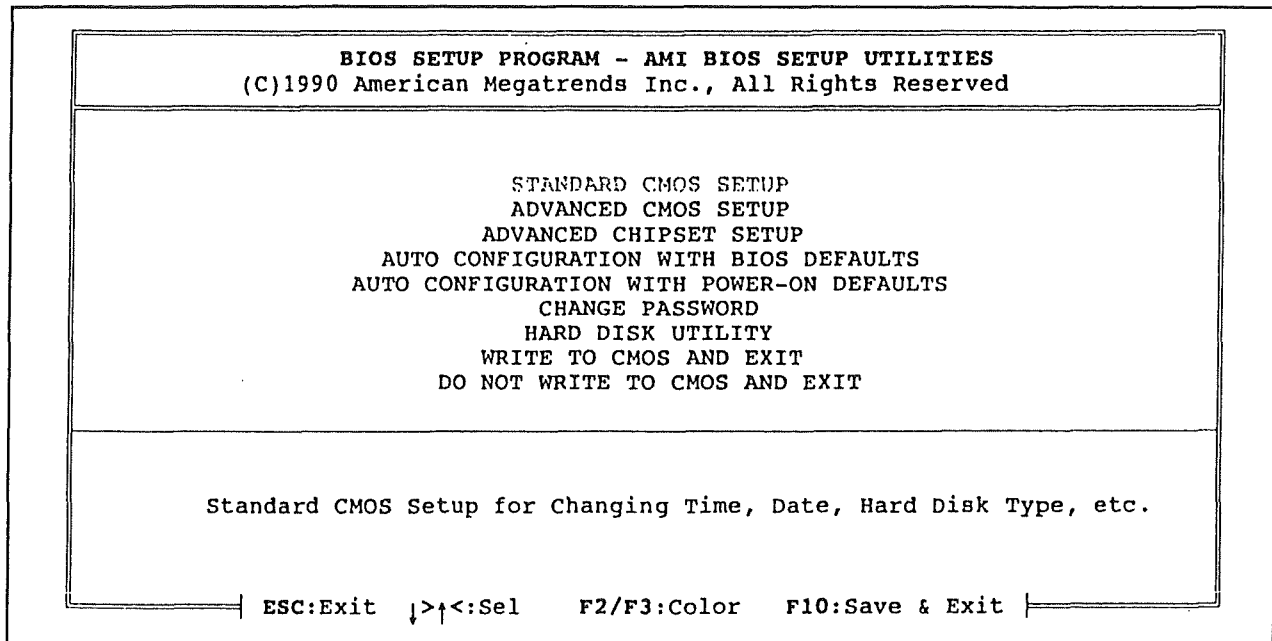 BIOS SETUP PROGRAM - AMI BIOS SETUP UTILITIES
(C)1990 American Megatrends Inc., All Rights Reserved
STANDARD CMOS SETUP
ADVANCED CMOS SETUP
ADVANCED CHIPSET SETUP
AUTO CONFIGURATION WITH BIOS DEFAULTS
AUTO CONFIGURATION WITH POWER-ON DEFAULTS
CHANGE PASSWORD
HARD DISK UTILITY
WRITE TO CMOS AND EXIT
DO NOT WRITE TO CMOS AND EXIT
Standard CMOS Setup for Changing Time, Date, Hard Disk Type, etc.
ESC:Exit ↓>↑<:Sel F2/F3:Color F10:Save & Exit